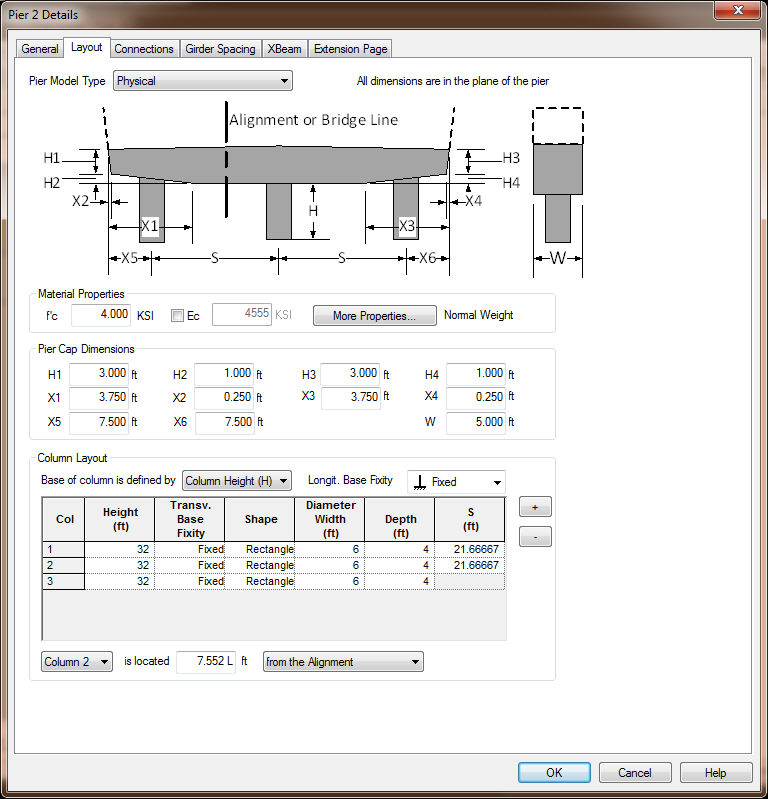 Pier 2 Details
General Layout Connections Girder Spacing XBeam Extension Page
Pier Model Type Physical All dimensions are in the plane of the pier
Alignment or Bridge Line
H1 H3
H2 H4
X2 X4
H
X1 X3
X5 S S X6 W
Material Properties
f'c 4.000 KSI Ec 4555 KSI More Properties... Normal Weight
Pier Cap Dimensions
H1 3.000 ft H2 1.000 ft H3 3.000 ft H4 1.000 ft
X1 3.750 ft X2 0.250 ft X3 3.750 ft X4 0.250 ft
X5 7.500 ft X6 7.500 ft W 5.000 ft
Column Layout
Base of column is defined by Column Height (H) Longit. Base Fixity Fixed
Col Height (ft) Transv. Base Fixity Shape Diameter Width (ft) Depth (ft) S (ft)
+
1 32 Fixed Rectangle 6 4 21.66667
-
2 32 Fixed Rectangle 6 4 21.66667
3 32 Fixed Rectangle 6 4
Column 2 is located 7.552 L ft from the Alignment
OK Cancel Help